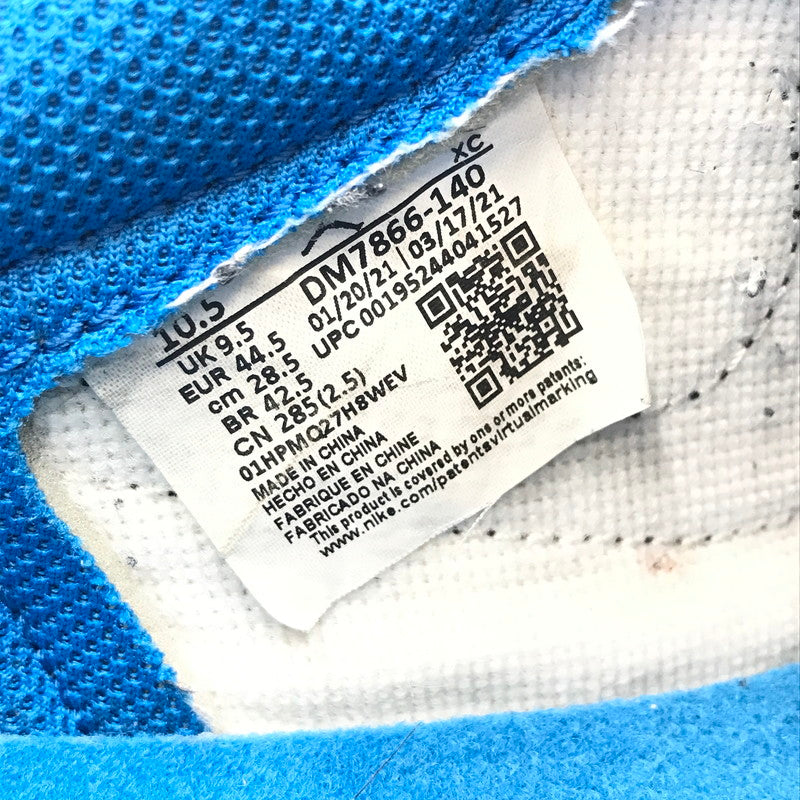 XC
10.5 DM7866-140
UK 9.5 01/20/21 | 03/17/21
EUR 44.5 UPC 00195244041527
cm 28.5
BR 42.5
CN 285(2.5)
01HPMQ27H8WEV
MADE IN CHINA
HECHO EN CHINA
FABRIQUE EN CHINE
FABRICADO NA CHINA
This product is covered by one or more patents:
www.nike.com/patentsvirtualmarking